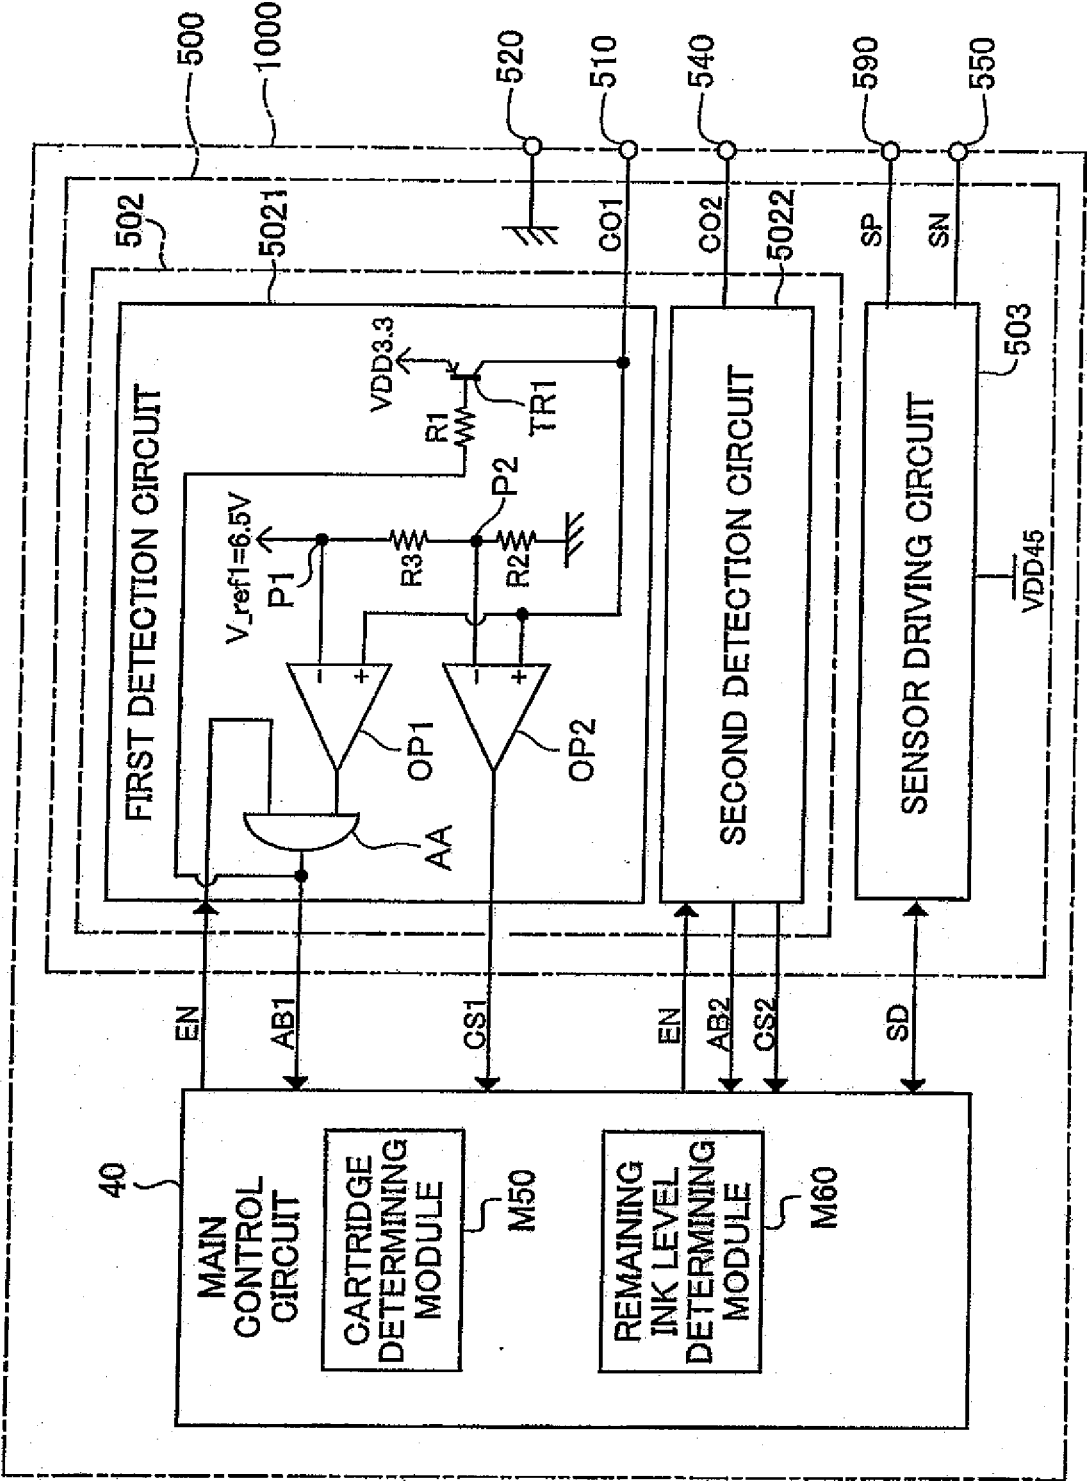 1000
500
502
5021
FIRST DETECTION CIRCUIT
VDD3.3
R1
TR1
V_ref1=6.5V
P1
R3
P2
R2
-
+
OP1
-
+
OP2
AA
520
510
CO1
540
CO2
5022
SECOND DETECTION CIRCUIT
590
SP
550
SN
503
SENSOR DRIVING CIRCUIT
VDD45
EN
AB1
CS1
EN
AB2
CS2
SD
40
MAIN
CONTROL
CIRCUIT
CARTRIDGE
DETERMINING
MODULE
M50
REMAINING
INK LEVEL
DETERMINING
MODULE
M60